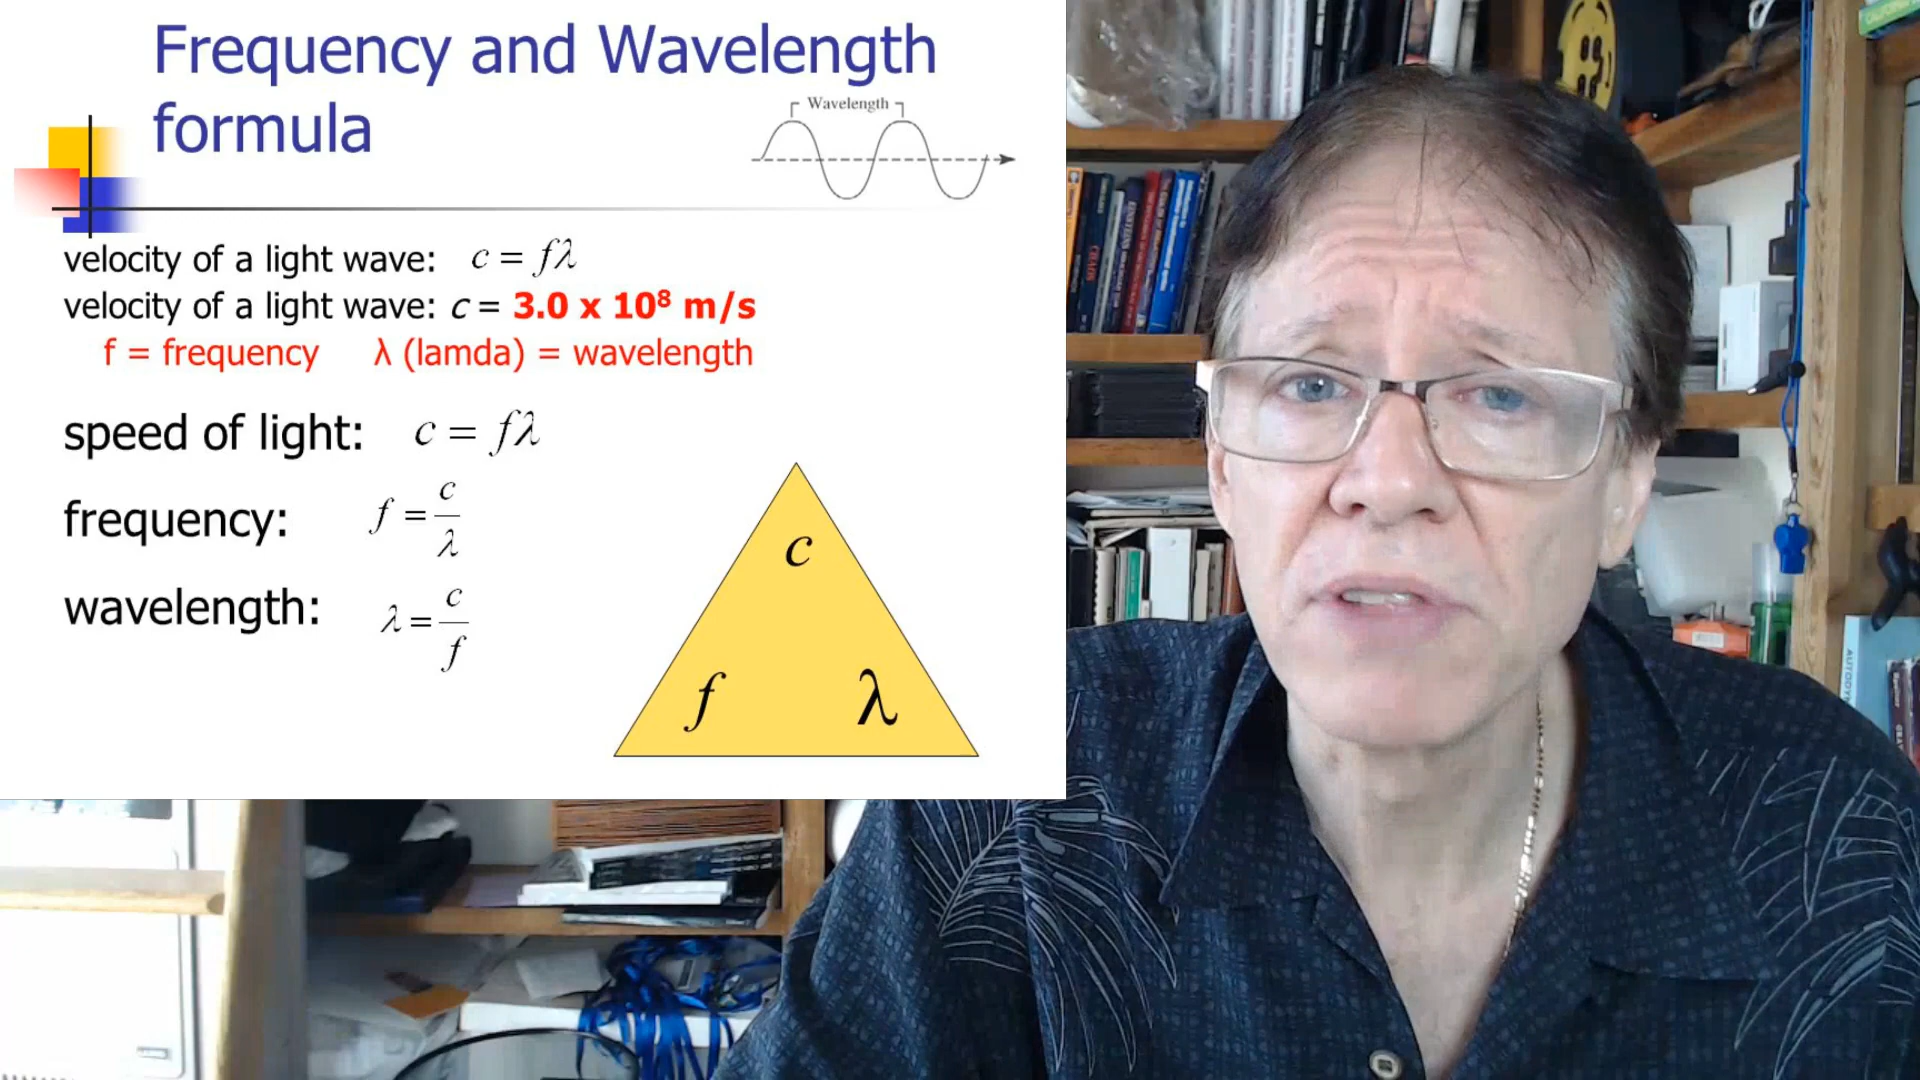 Frequency and Wavelength
formula
Wavelength
velocity of a light wave: c = fλ
velocity of a light wave: c = 3.0 x 10⁸ m/s
f = frequency λ (lamda) = wavelength
speed of light: c = fλ
frequency: f = c/λ
wavelength: λ = c/f
c
f λ
CHAOS